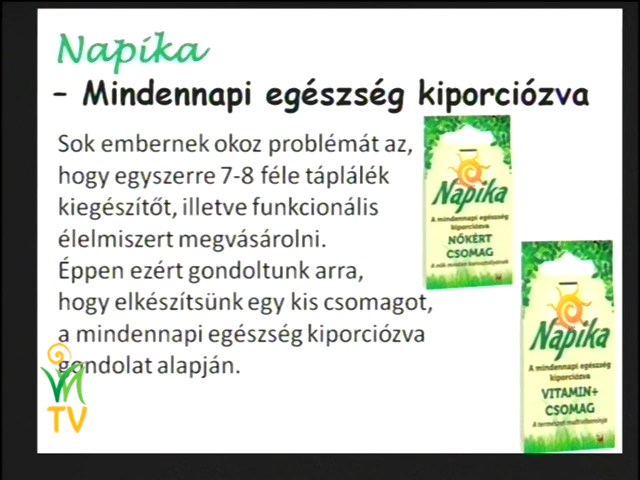 Napika
– Mindennapi egészség kiporciózva
Sok embernek okoz problémát az,
hogy egyszerre 7-8 féle táplálék
kiegészítőt, illetve funkcionális
élelmiszert megvásárolni.
Éppen ezért gondoltunk arra,
hogy elkészítsünk egy kis csomagot,
a mindennapi egészség kiporciózva
gondolat alapján.
Napika
A mindennapi egészség
kiporciózva
NŐKÉRT
CSOMAG
Napika
A mindennapi egészség
kiporciózva
VITAMIN+
CSOMAG
A természet multivitaminja
TV